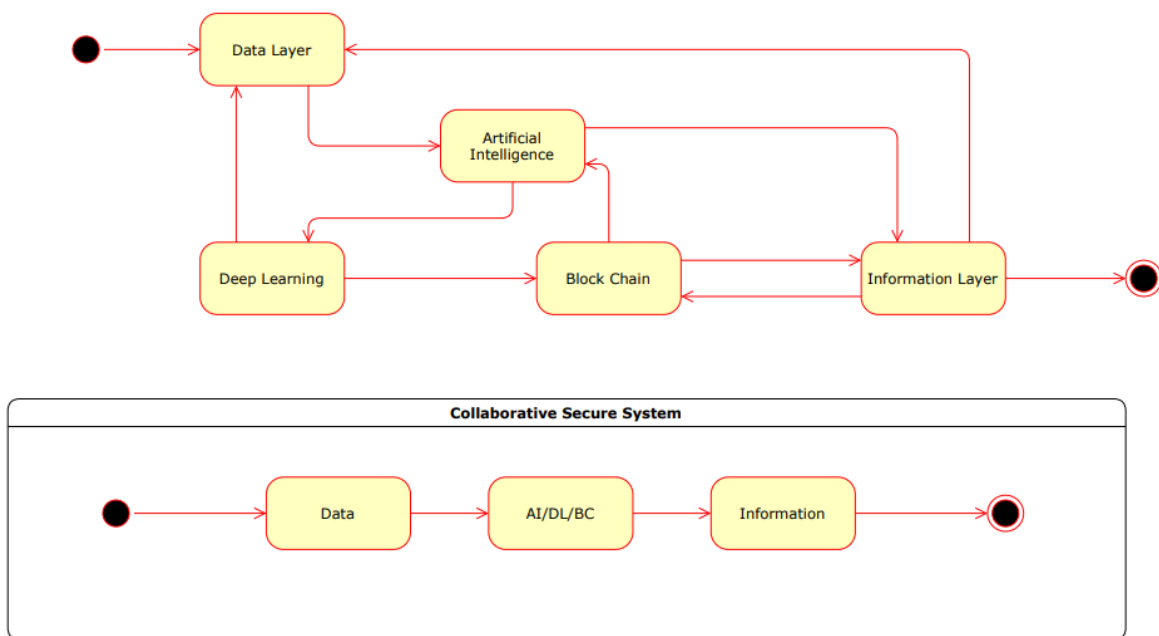 Data Layer
Artificial
Intelligence
Deep Learning
Block Chain
Information Layer
Collaborative Secure System
Data
AI/DL/BC
Information